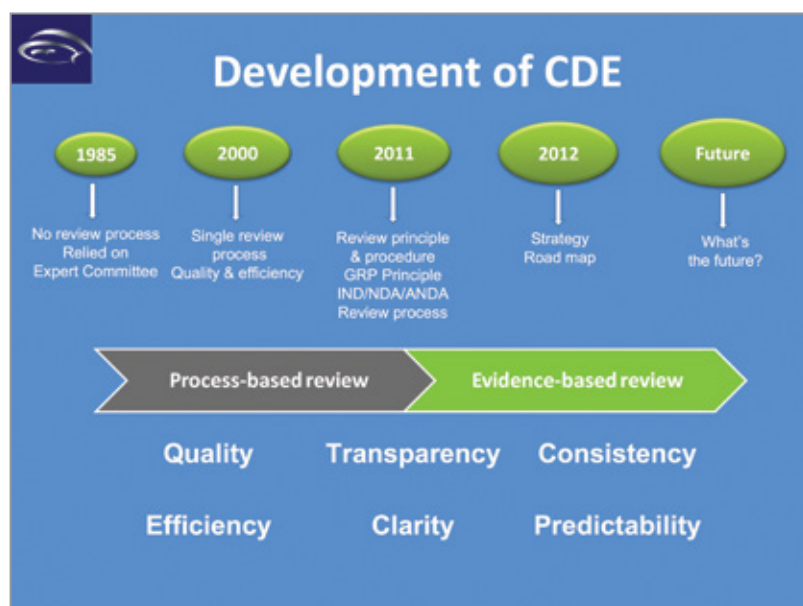 Development of CDE
1985
2000
2011
2012
Future
No review process
Relied on
Expert Committee
Single review
process
Quality & efficiency
Review principle
& procedure
GRP Principle
IND/NDA/ANDA
Review process
Strategy
Road map
What's
the future?
Process-based review
Evidence-based review
Quality
Transparency
Consistency
Efficiency
Clarity
Predictability